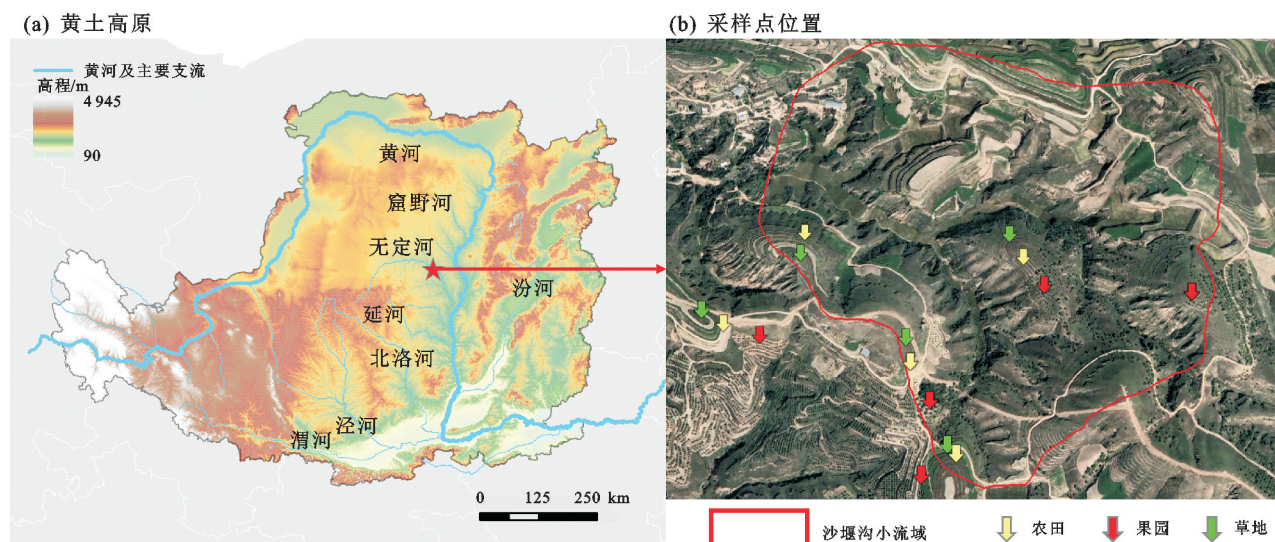 (a) 黄土高原
黄河及主要支流
高程/m
4 945
90
黄河
窟野河
无定河
汾河
延河
北洛河
泾河
渭河
0 125 250 km
(b) 采样点位置
沙堰沟小流域
农田
果园
草地